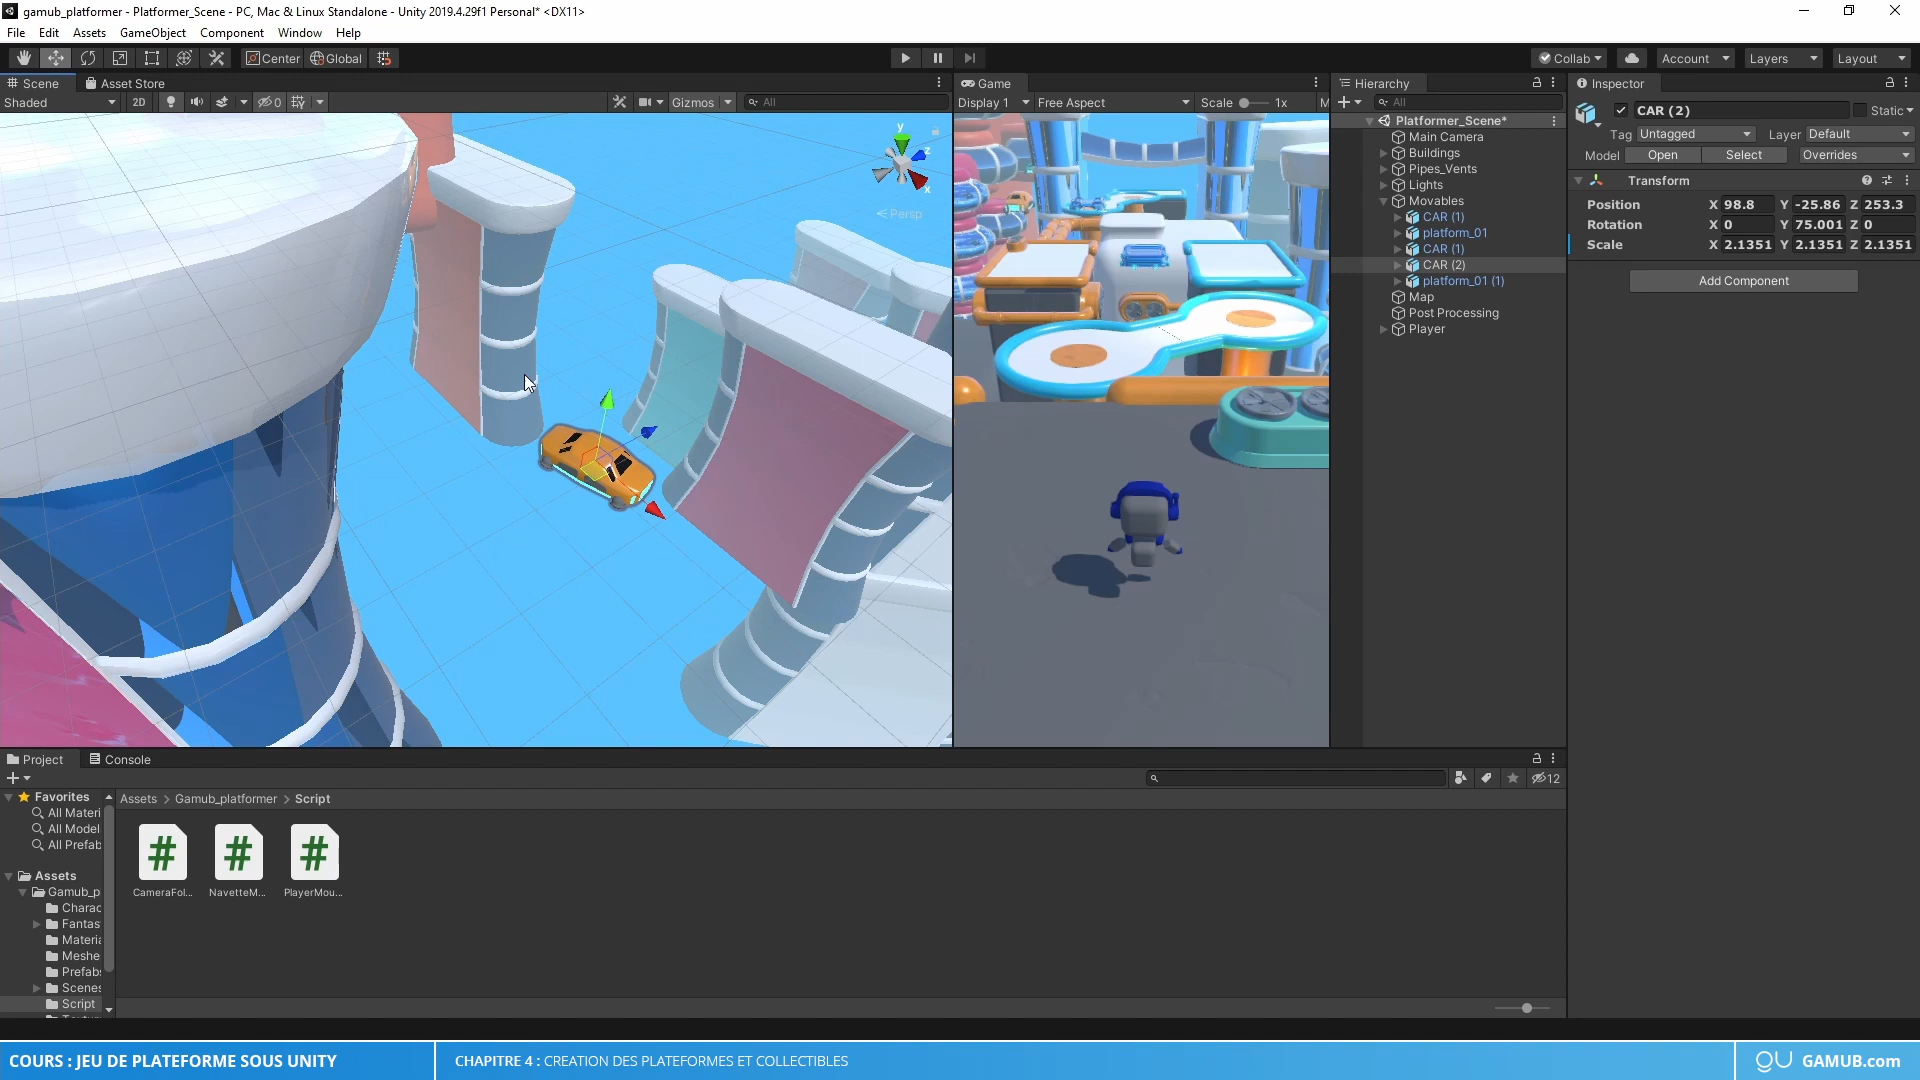 gamub_platformer - Platformer_Scene - PC, Mac & Linux Standalone - Unity 2019.4.29f1 Personal* <DX11>
File Edit Assets GameObject Component Window Help
Center Global Collab Account Layers Layout
Scene Asset Store
Shaded 2D 0 Gizmos All
y
z
x
Persp
Game
Display 1 Free Aspect Scale 1x M
Hierarchy
All
Platformer_Scene*
Main Camera
Buildings
Pipes_Vents
Lights
Movables
CAR (1)
platform_01
CAR (1)
CAR (2)
platform_01 (1)
Map
Post Processing
Player
Inspector
CAR (2) Static
Tag Untagged Layer Default
Model Open Select Overrides
Transform
Position X 98.8 Y -25.86 Z 253.3
Rotation X 0 Y 75.001 Z 0
Scale X 2.1351 Y 2.1351 Z 2.1351
Add Component
Project Console
12
Favorites
All Materi
All Model
All Prefab
Assets
Gamub_p
Charac
Fantas
Materia
Meshe
Prefabs
Scenes
Script
Assets > Gamub_platformer > Script
CameraFol... NavetteM... PlayerMou...
COURS : JEU DE PLATEFORME SOUS UNITY
CHAPITRE 4 : CREATION DES PLATEFORMES ET COLLECTIBLES
GAMUB.com